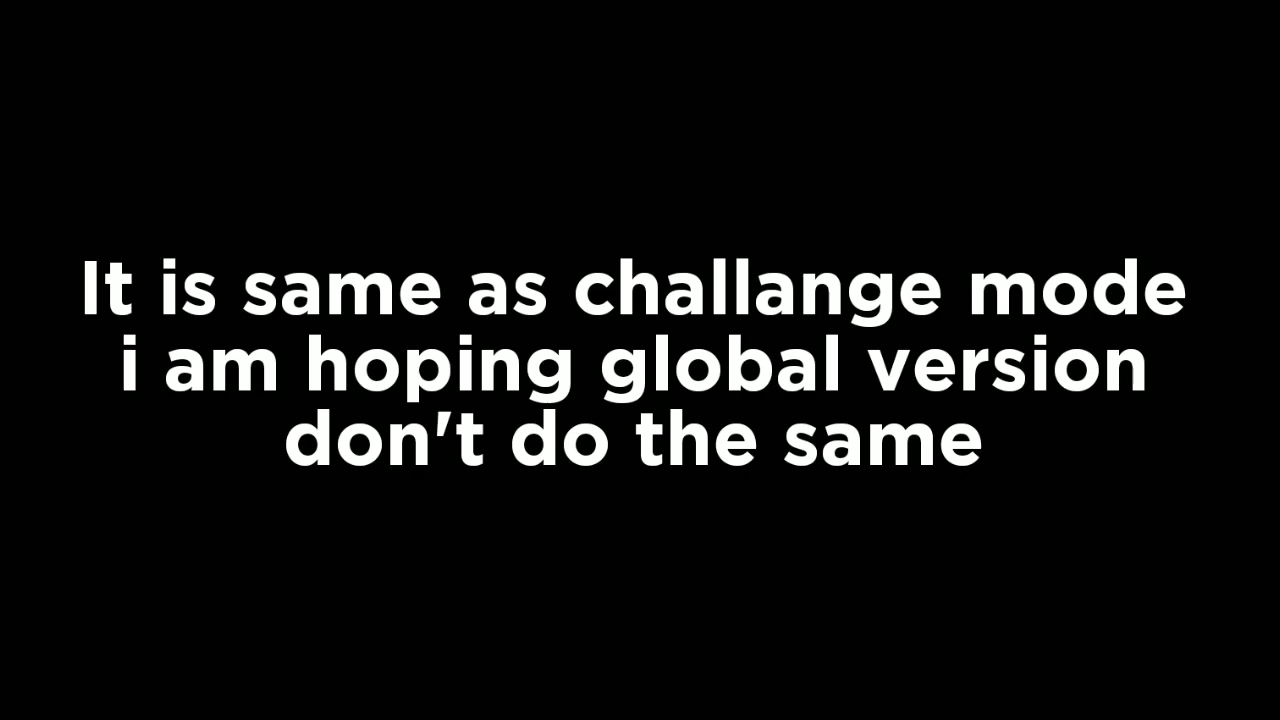 It is same as challange mode
i am hoping global version
don't do the same